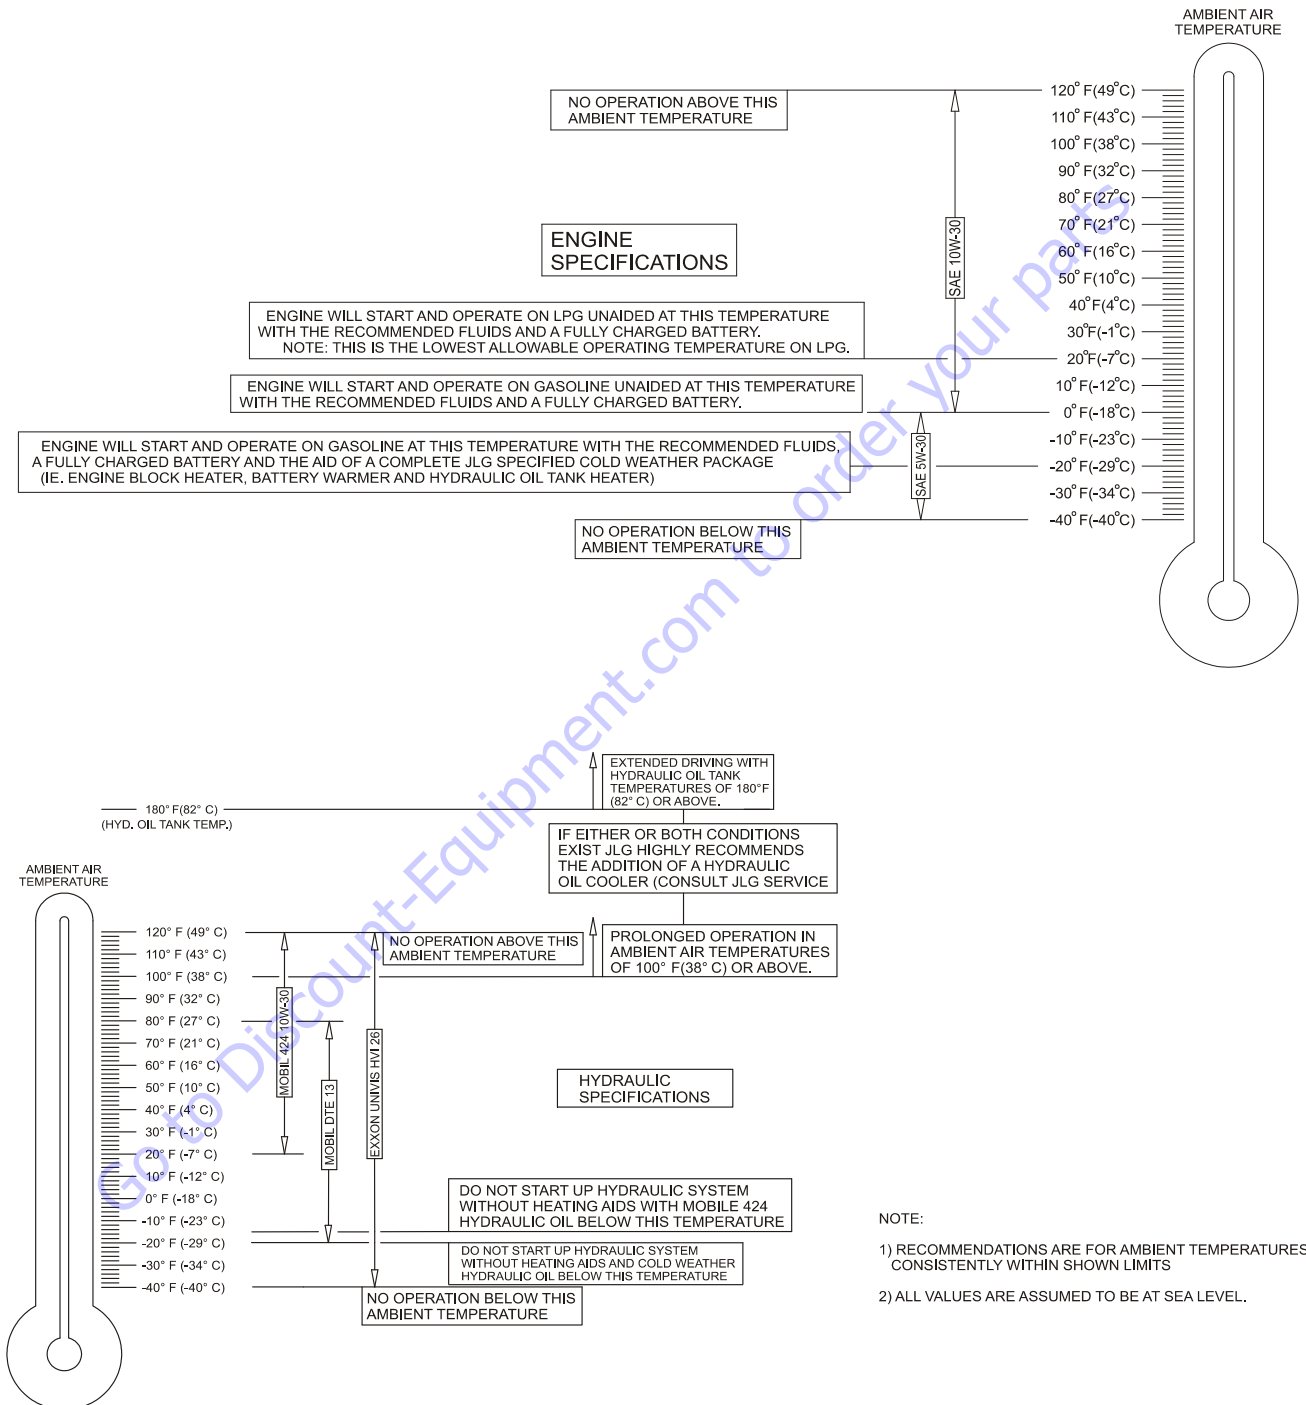 AMBIENT AIR
TEMPERATURE
NO OPERATION ABOVE THIS
AMBIENT TEMPERATURE
120° F(49°C)
110° F(43°C)
100° F(38°C)
90° F(32°C)
80° F(27°C)
70° F(21°C)
60° F(16°C)
50° F(10°C)
40°F(4°C)
30°F(-1°C)
20°F(-7°C)
10° F(-12°C)
0° F(-18°C)
-10° F(-23°C)
-20° F(-29°C)
-30° F(-34°C)
-40° F(-40°C)
SAE 10W-30
SAE 5W-30
ENGINE
SPECIFICATIONS
ENGINE WILL START AND OPERATE ON LPG UNAIDED AT THIS TEMPERATURE
WITH THE RECOMMENDED FLUIDS AND A FULLY CHARGED BATTERY.
NOTE: THIS IS THE LOWEST ALLOWABLE OPERATING TEMPERATURE ON LPG.
ENGINE WILL START AND OPERATE ON GASOLINE UNAIDED AT THIS TEMPERATURE
WITH THE RECOMMENDED FLUIDS AND A FULLY CHARGED BATTERY.
ENGINE WILL START AND OPERATE ON GASOLINE AT THIS TEMPERATURE WITH THE RECOMMENDED FLUIDS,
A FULLY CHARGED BATTERY AND THE AID OF A COMPLETE JLG SPECIFIED COLD WEATHER PACKAGE
(IE. ENGINE BLOCK HEATER, BATTERY WARMER AND HYDRAULIC OIL TANK HEATER)
NO OPERATION BELOW THIS
AMBIENT TEMPERATURE
Go to Discount-Equipment.com to order your parts
EXTENDED DRIVING WITH
HYDRAULIC OIL TANK
TEMPERATURES OF 180°F
(82° C) OR ABOVE.
180° F(82° C)
(HYD. OIL TANK TEMP.)
IF EITHER OR BOTH CONDITIONS
EXIST JLG HIGHLY RECOMMENDS
THE ADDITION OF A HYDRAULIC
OIL COOLER (CONSULT JLG SERVICE
AMBIENT AIR
TEMPERATURE
120° F (49° C)
110° F (43° C)
100° F (38° C)
90° F (32° C)
80° F (27° C)
70° F (21° C)
60° F (16° C)
50° F (10° C)
40° F (4° C)
30° F (-1° C)
20° F (-7° C)
10° F (-12° C)
0° F (-18° C)
-10° F (-23° C)
-20° F (-29° C)
-30° F (-34° C)
-40° F (-40° C)
MOBIL 424 10W-30
MOBIL DTE 13
EXXON UNIVIS HVI 26
NO OPERATION ABOVE THIS
AMBIENT TEMPERATURE
PROLONGED OPERATION IN
AMBIENT AIR TEMPERATURES
OF 100° F(38° C) OR ABOVE.
HYDRAULIC
SPECIFICATIONS
DO NOT START UP HYDRAULIC SYSTEM
WITHOUT HEATING AIDS WITH MOBILE 424
HYDRAULIC OIL BELOW THIS TEMPERATURE
DO NOT START UP HYDRAULIC SYSTEM
WITHOUT HEATING AIDS AND COLD WEATHER
HYDRAULIC OIL BELOW THIS TEMPERATURE
NO OPERATION BELOW THIS
AMBIENT TEMPERATURE
NOTE:
1) RECOMMENDATIONS ARE FOR AMBIENT TEMPERATURES
CONSISTENTLY WITHIN SHOWN LIMITS
2) ALL VALUES ARE ASSUMED TO BE AT SEA LEVEL.